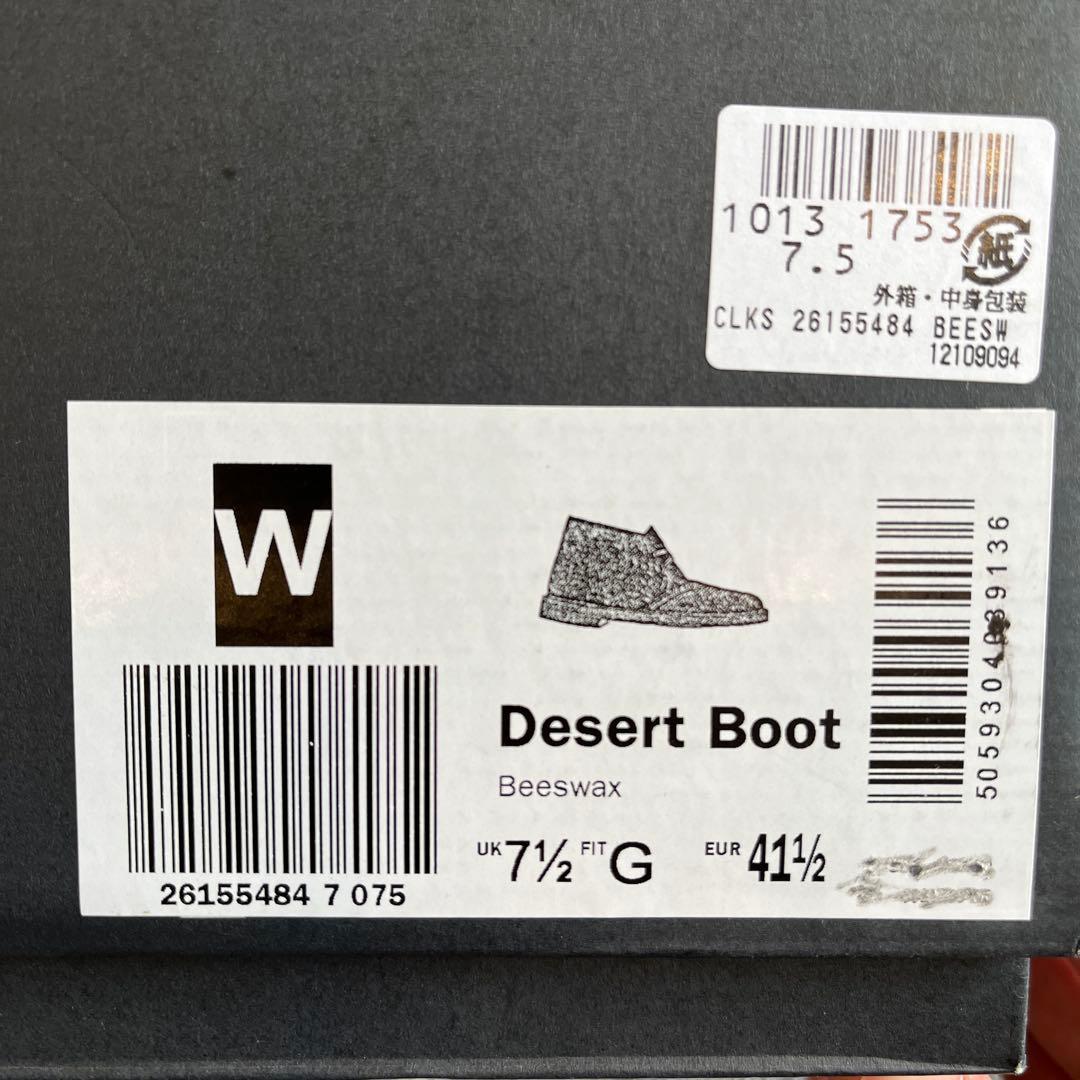 1013 1753
7.5
紙
外箱・中身包装
CLKS 26155484 BEESW
12109094
W
26155484 7 075
Desert Boot
Beeswax
UK 7½ FIT G EUR 41½